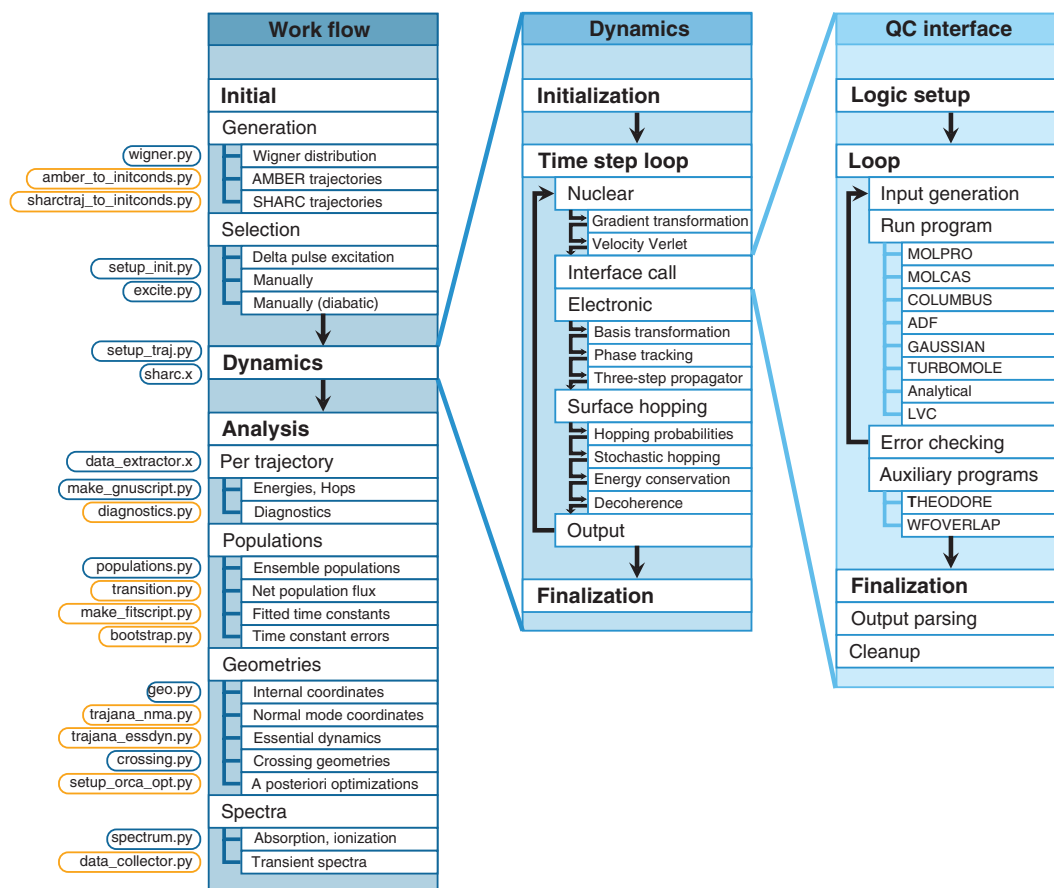 Work flow
Initial
Generation
wigner.py
Wigner distribution
amber_to_initconds.py
AMBER trajectories
sharctraj_to_initconds.py
SHARC trajectories
Selection
setup_init.py
Delta pulse excitation
excite.py
Manually
Manually (diabatic)
setup_traj.py
sharc.x
Dynamics
Analysis
data_extractor.x
Per trajectory
make_gnuscript.py
Energies, Hops
diagnostics.py
Diagnostics
Populations
populations.py
Ensemble populations
transition.py
Net population flux
make_fitscript.py
Fitted time constants
bootstrap.py
Time constant errors
Geometries
geo.py
Internal coordinates
trajana_nma.py
Normal mode coordinates
trajana_essdyn.py
Essential dynamics
crossing.py
Crossing geometries
setup_orca_opt.py
A posteriori optimizations
Spectra
spectrum.py
Absorption, ionization
data_collector.py
Transient spectra
Dynamics
Initialization
Time step loop
Nuclear
Gradient transformation
Velocity Verlet
Interface call
Electronic
Basis transformation
Phase tracking
Three-step propagator
Surface hopping
Hopping probabilities
Stochastic hopping
Energy conservation
Decoherence
Output
Finalization
QC interface
Logic setup
Loop
Input generation
Run program
MOLPRO
MOLCAS
COLUMBUS
ADF
GAUSSIAN
TURBOMOLE
Analytical
LVC
Error checking
Auxiliary programs
THEODORE
WFOVERLAP
Finalization
Output parsing
Cleanup